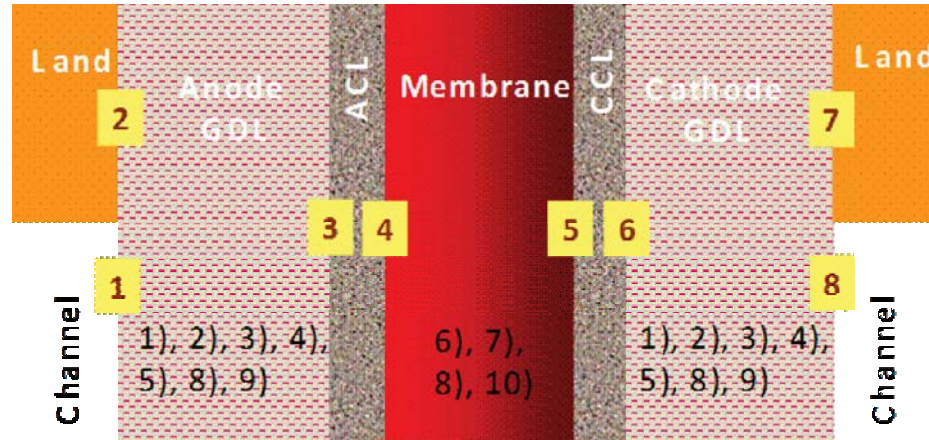 Land
Land
Anode
GDL
ACL
Membrane
CCL
Cathode
GDL
2
7
3
4
5
6
1
8
Channel
1), 2), 3), 4),
5), 8), 9)
6), 7),
8), 10)
1), 2), 3), 4),
5), 8), 9)
Channel